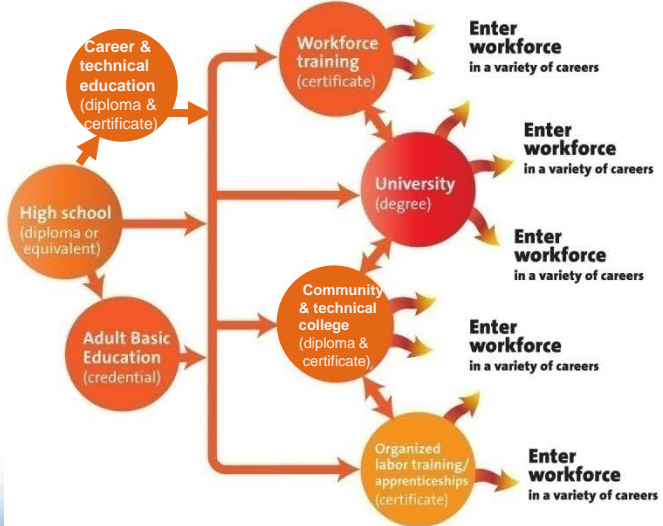 Career &
technical
education
(diploma &
certificate)
High school
(diploma or
equivalent)
Adult Basic
Education
(credential)
Workforce
training
(certificate)
Enter
workforce
in a variety of careers
University
(degree)
Enter
workforce
in a variety of careers
Enter
workforce
in a variety of careers
Community
& technical
college
(diploma &
certificate)
Enter
workforce
in a variety of careers
Organized
labor training/
apprenticeships
(certificate)
Enter
workforce
in a variety of careers